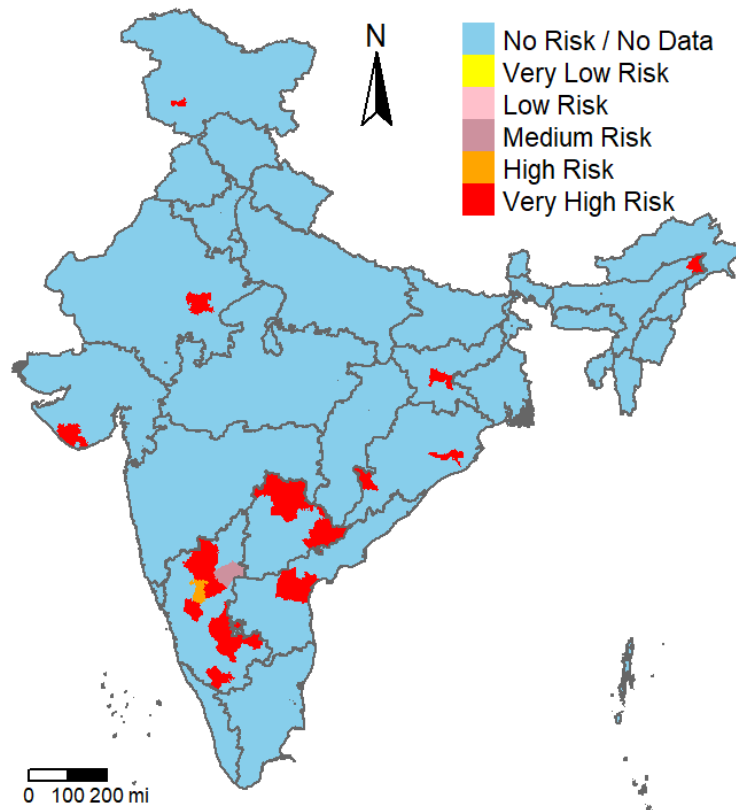 N
No Risk / No Data
Very Low Risk
Low Risk
Medium Risk
High Risk
Very High Risk
0 100 200 mi